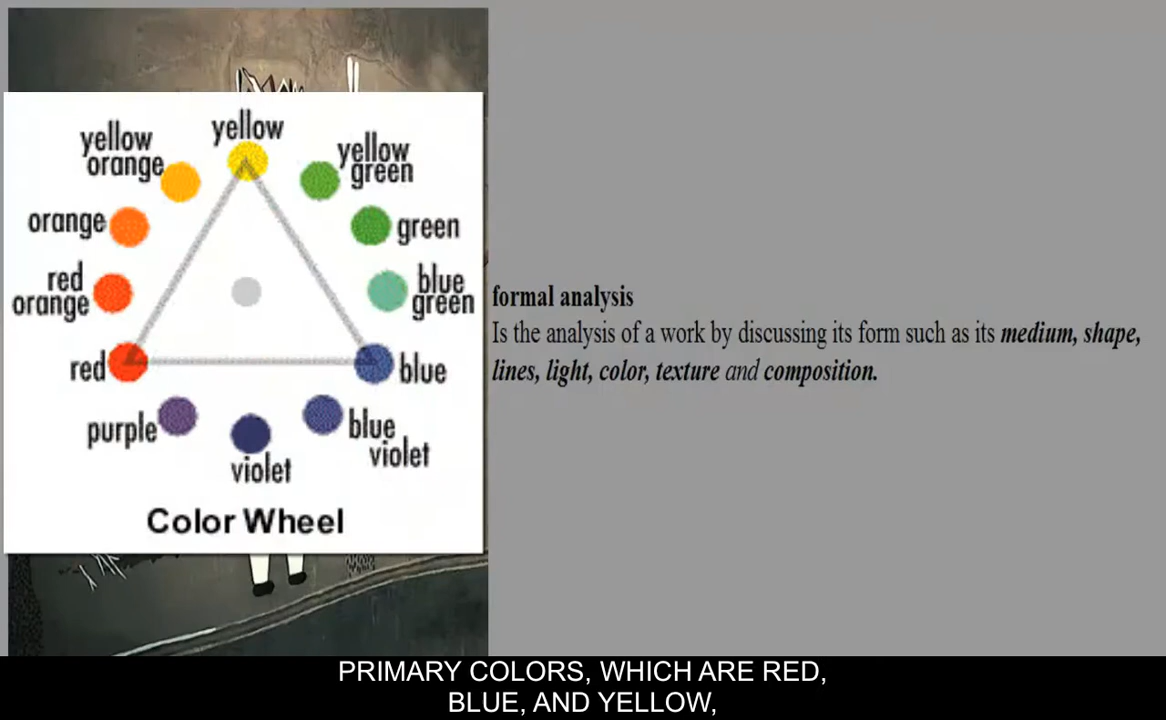 yellow
yellow
orange
yellow
green
orange
green
red
orange
blue
green
red
blue
purple
blue
violet
violet
Color Wheel
formal analysis
Is the analysis of a work by discussing its form such as its medium, shape,
lines, light, color, texture and composition.
PRIMARY COLORS, WHICH ARE RED,
BLUE, AND YELLOW,